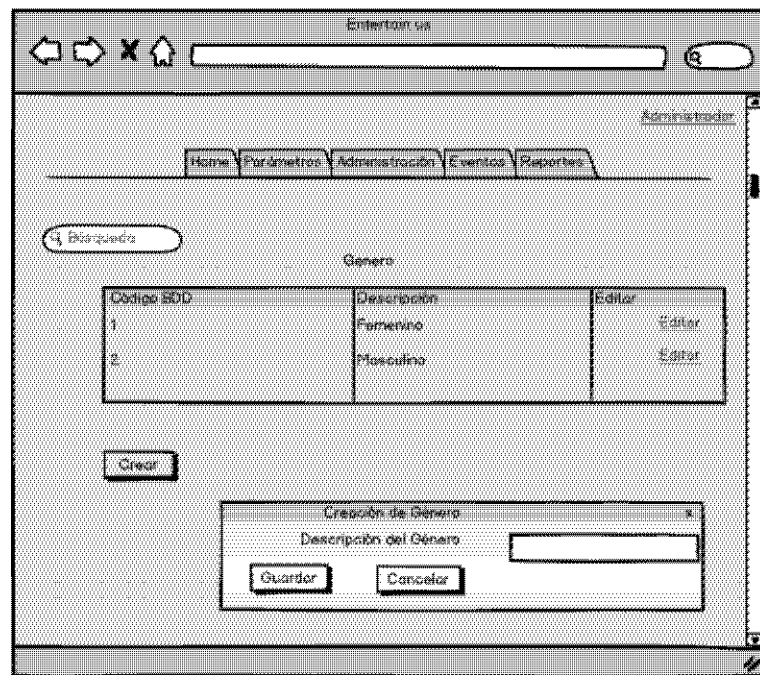 Entertain us
Administrador
Home Parámetros Administración Eventos Reportes
Búsqueda
Genero
Código BDD Descripción Editar
1 Femenino Editar
2 Masculino Editar
Crear
Creación de Género x
Descripción del Género
Guardar Cancelar